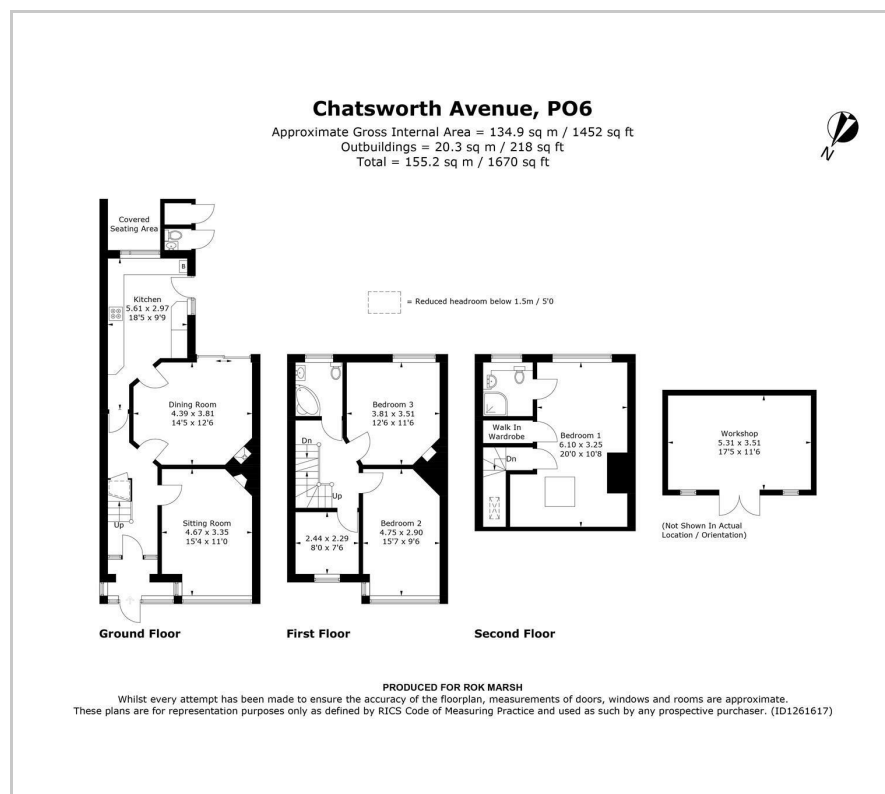 Chatsworth Avenue, PO6
Approximate Gross Internal Area = 134.9 sq m / 1452 sq ft
Outbuildings = 20.3 sq m / 218 sq ft
Total = 155.2 sq m / 1670 sq ft
N
Covered
Seating Area
B
Kitchen
5.61 x 2.97
18'5 x 9'9
= Reduced headroom below 1.5m / 5'0
Dining Room
4.39 x 3.81
14'5 x 12'6
Sitting Room
4.67 x 3.35
15'4 x 11'0
Up
Ground Floor
Bedroom 3
3.81 x 3.51
12'6 x 11'6
Dn
Up
Bedroom 2
4.75 x 2.90
15'7 x 9'6
2.44 x 2.29
8'0 x 7'6
First Floor
Walk In
Wardrobe
Bedroom 1
6.10 x 3.25
20'0 x 10'8
Dn
Second Floor
Workshop
5.31 x 3.51
17'5 x 11'6
(Not Shown In Actual
Location / Orientation)
PRODUCED FOR ROK MARSH
Whilst every attempt has been made to ensure the accuracy of the floorplan, measurements of doors, windows and rooms are approximate.
These plans are for representation purposes only as defined by RICS Code of Measuring Practice and used as such by any prospective purchaser. (ID1261617)